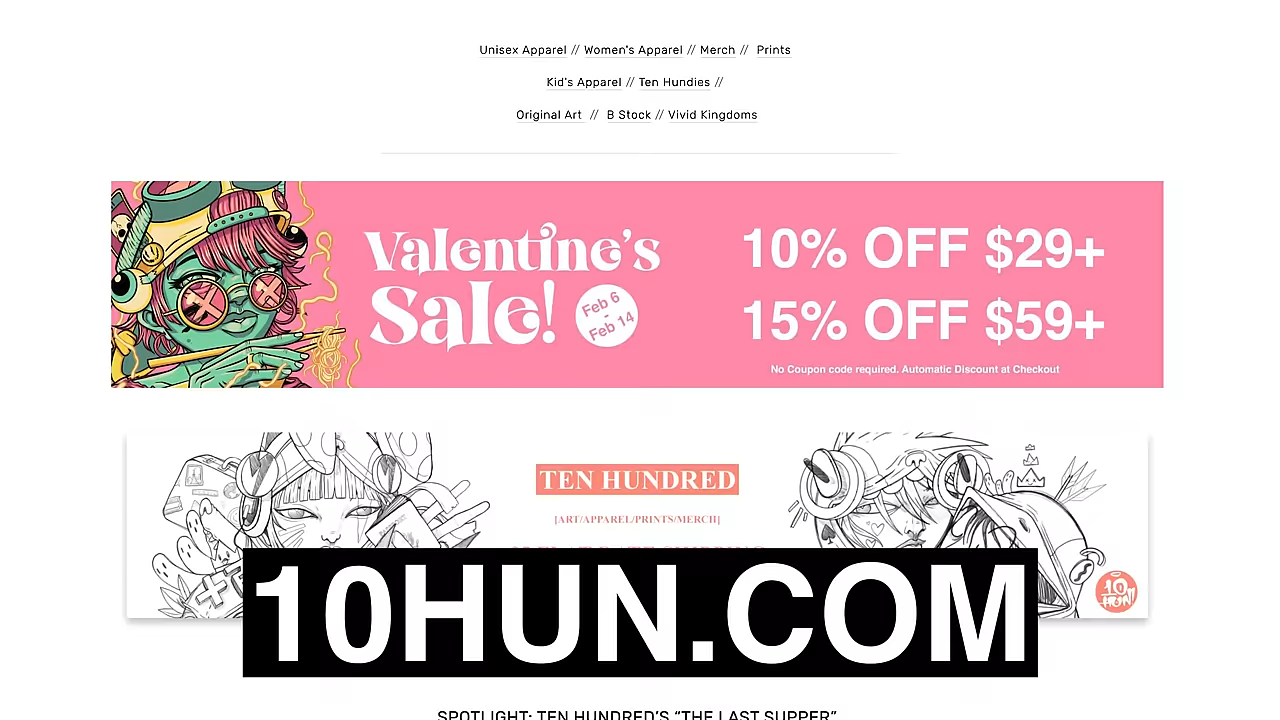 Unisex Apparel // Women's Apparel // Merch // Prints
Kid's Apparel // Ten Hundies //
Original Art // B Stock // Vivid Kingdoms
Valentine's
Sale!
Feb 6
-
Feb 14
10% OFF $29+
15% OFF $59+
No Coupon code required. Automatic Discount at Checkout
TEN HUNDRED
[ART/APPAREL/PRINTS/MERCH]
10
HUN
10HUN.COM
SPOTLIGHT: TEN HUNDRED'S “THE LAST SUPPER”